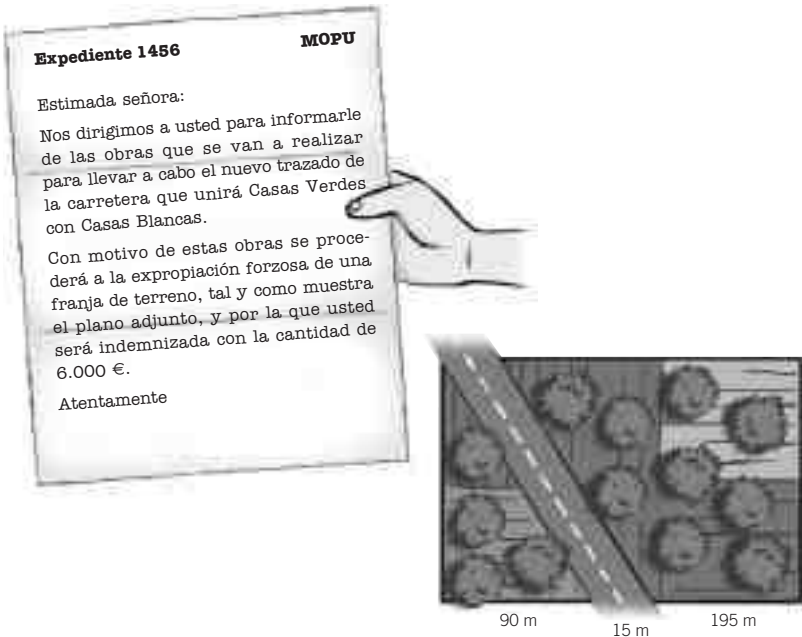 Expediente 1456 MOPU
Estimada señora:
Nos dirigimos a usted para informarle
de las obras que se van a realizar
para llevar a cabo el nuevo trazado de
la carretera que unirá Casas Verdes
con Casas Blancas.
Con motivo de estas obras se proce-
derá a la expropiación forzosa de una
franja de terreno, tal y como muestra
el plano adjunto, y por la que usted
será indemnizada con la cantidad de
6.000 €.
Atentamente
90 m 15 m 195 m